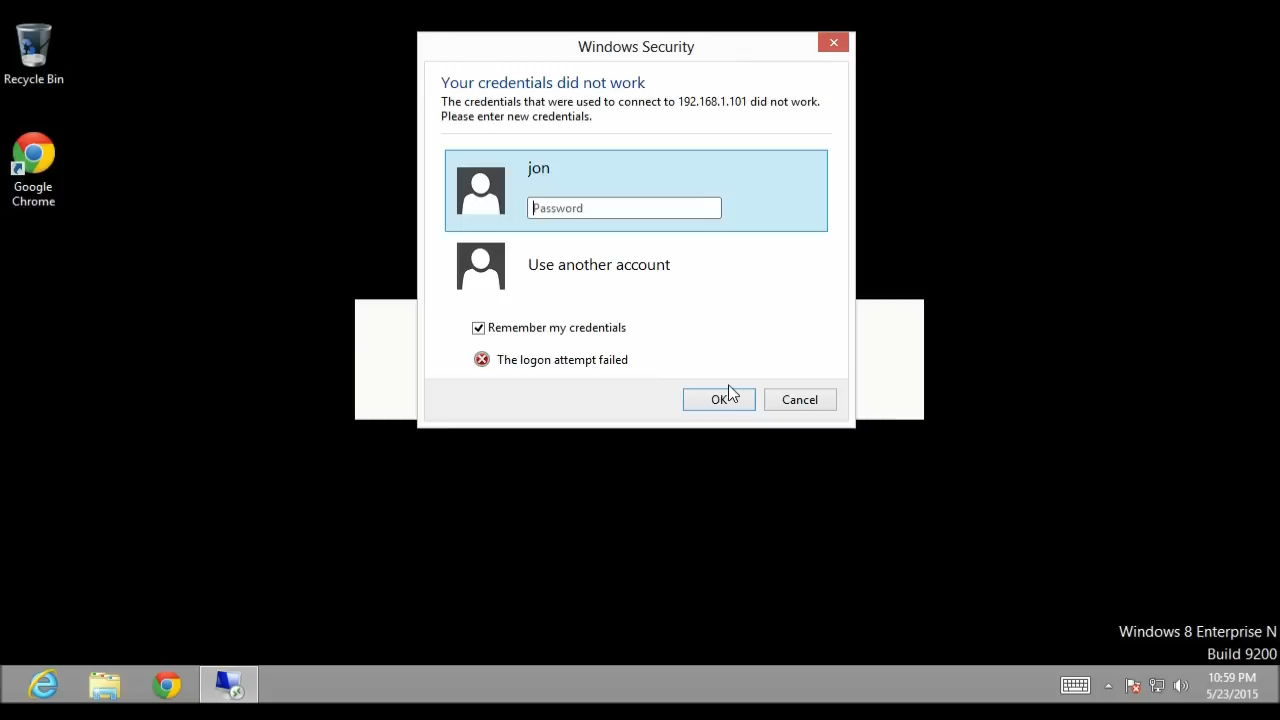 Recycle Bin
Google
Chrome
Windows Security
Your credentials did not work
The credentials that were used to connect to 192.168.1.101 did not work.
Please enter new credentials.
jon
Password
Use another account
Remember my credentials
The logon attempt failed
OK
Cancel
Windows 8 Enterprise N
Build 9200
10:59 PM
5/23/2015